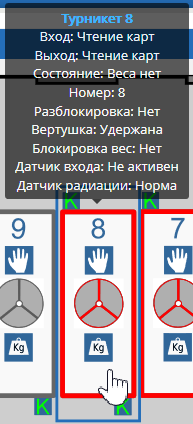 Турникет 8
Вход: Чтение карт
Выход: Чтение карт
Состояние: Веса нет
Номер: 8
Разблокировка: Нет
Вертушка: Удержана
Блокировка вес: Нет
Датчик входа: Не активен
Датчик радиации: Норма
K K
9 8 7
Kg Kg Kg
K K